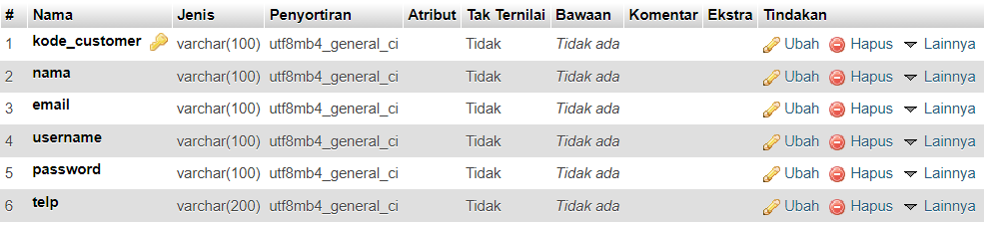 # Nama Jenis Penyortiran Atribut Tak Ternilai Bawaan Komentar Ekstra Tindakan
1 kode_customer varchar(100) utf8mb4_general_ci Tidak Tidak ada Ubah Hapus Lainnya
2 nama varchar(100) utf8mb4_general_ci Tidak Tidak ada Ubah Hapus Lainnya
3 email varchar(100) utf8mb4_general_ci Tidak Tidak ada Ubah Hapus Lainnya
4 username varchar(100) utf8mb4_general_ci Tidak Tidak ada Ubah Hapus Lainnya
5 password varchar(100) utf8mb4_general_ci Tidak Tidak ada Ubah Hapus Lainnya
6 telp varchar(200) utf8mb4_general_ci Tidak Tidak ada Ubah Hapus Lainnya